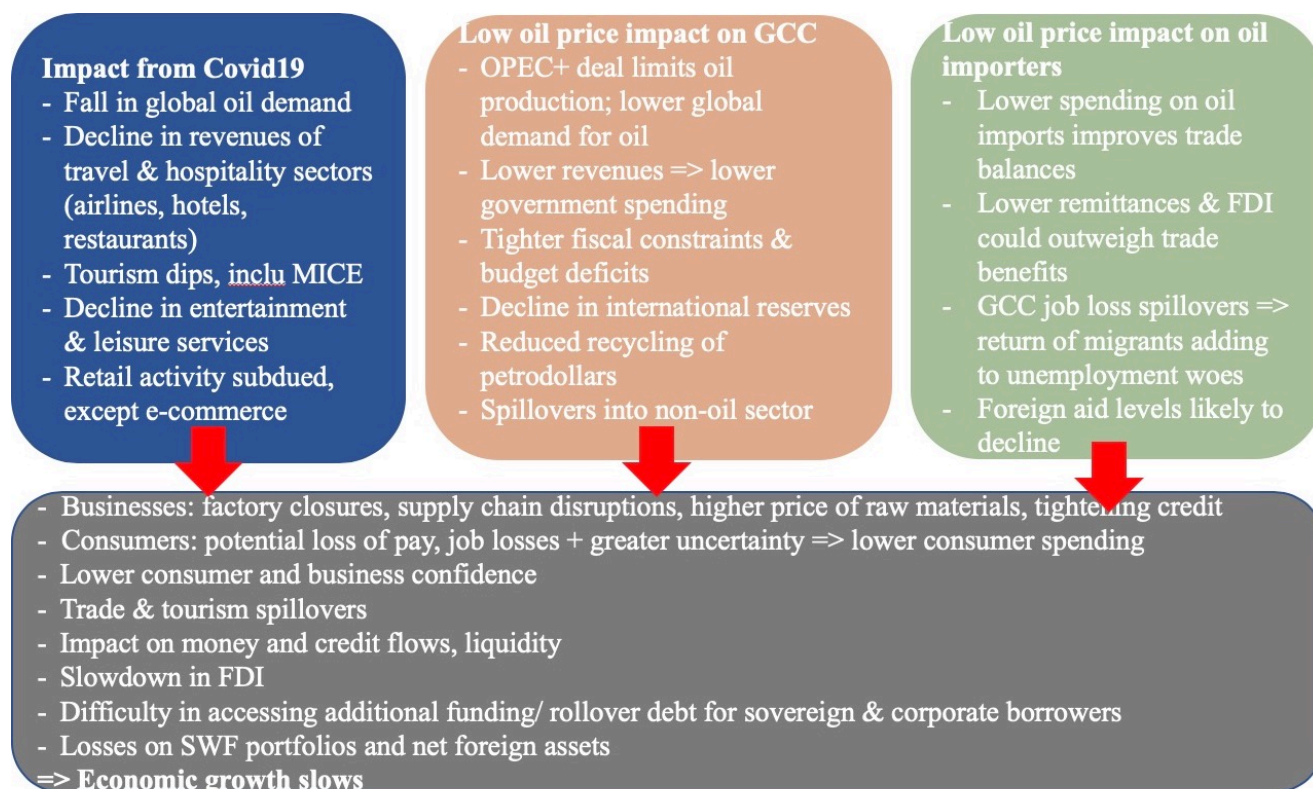 Impact from Covid19
- Fall in global oil demand
- Decline in revenues of
travel & hospitality sectors
(airlines, hotels,
restaurants)
- Tourism dips, inclu MICE
- Decline in entertainment
& leisure services
- Retail activity subdued,
except e-commerce
Low oil price impact on GCC
- OPEC+ deal limits oil
production; lower global
demand for oil
- Lower revenues => lower
government spending
- Tighter fiscal constraints &
budget deficits
- Decline in international reserves
- Reduced recycling of
petrodollars
- Spillovers into non-oil sector
Low oil price impact on oil
importers
- Lower spending on oil
imports improves trade
balances
- Lower remittances & FDI
could outweigh trade
benefits
- GCC job loss spillovers =>
return of migrants adding
to unemployment woes
- Foreign aid levels likely to
decline
- Businesses: factory closures, supply chain disruptions, higher price of raw materials, tightening credit
- Consumers: potential loss of pay, job losses + greater uncertainty => lower consumer spending
- Lower consumer and business confidence
- Trade & tourism spillovers
- Impact on money and credit flows, liquidity
- Slowdown in FDI
- Difficulty in accessing additional funding/ rollover debt for sovereign & corporate borrowers
- Losses on SWF portfolios and net foreign assets
=> Economic growth slows